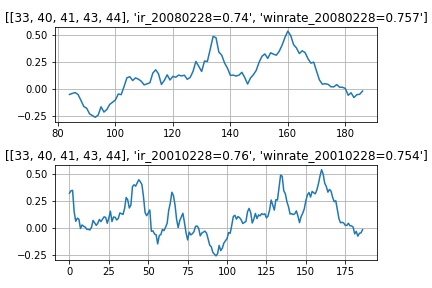 [[33, 40, 41, 43, 44], 'ir_20080228=0.74', 'winrate_20080228=0.757']
0.50
0.25
0.00
−0.25
80 100 120 140 160 180
[[33, 40, 41, 43, 44], 'ir_20010228=0.76', 'winrate_20010228=0.754']
0.50
0.25
0.00
−0.25
0 25 50 75 100 125 150 175